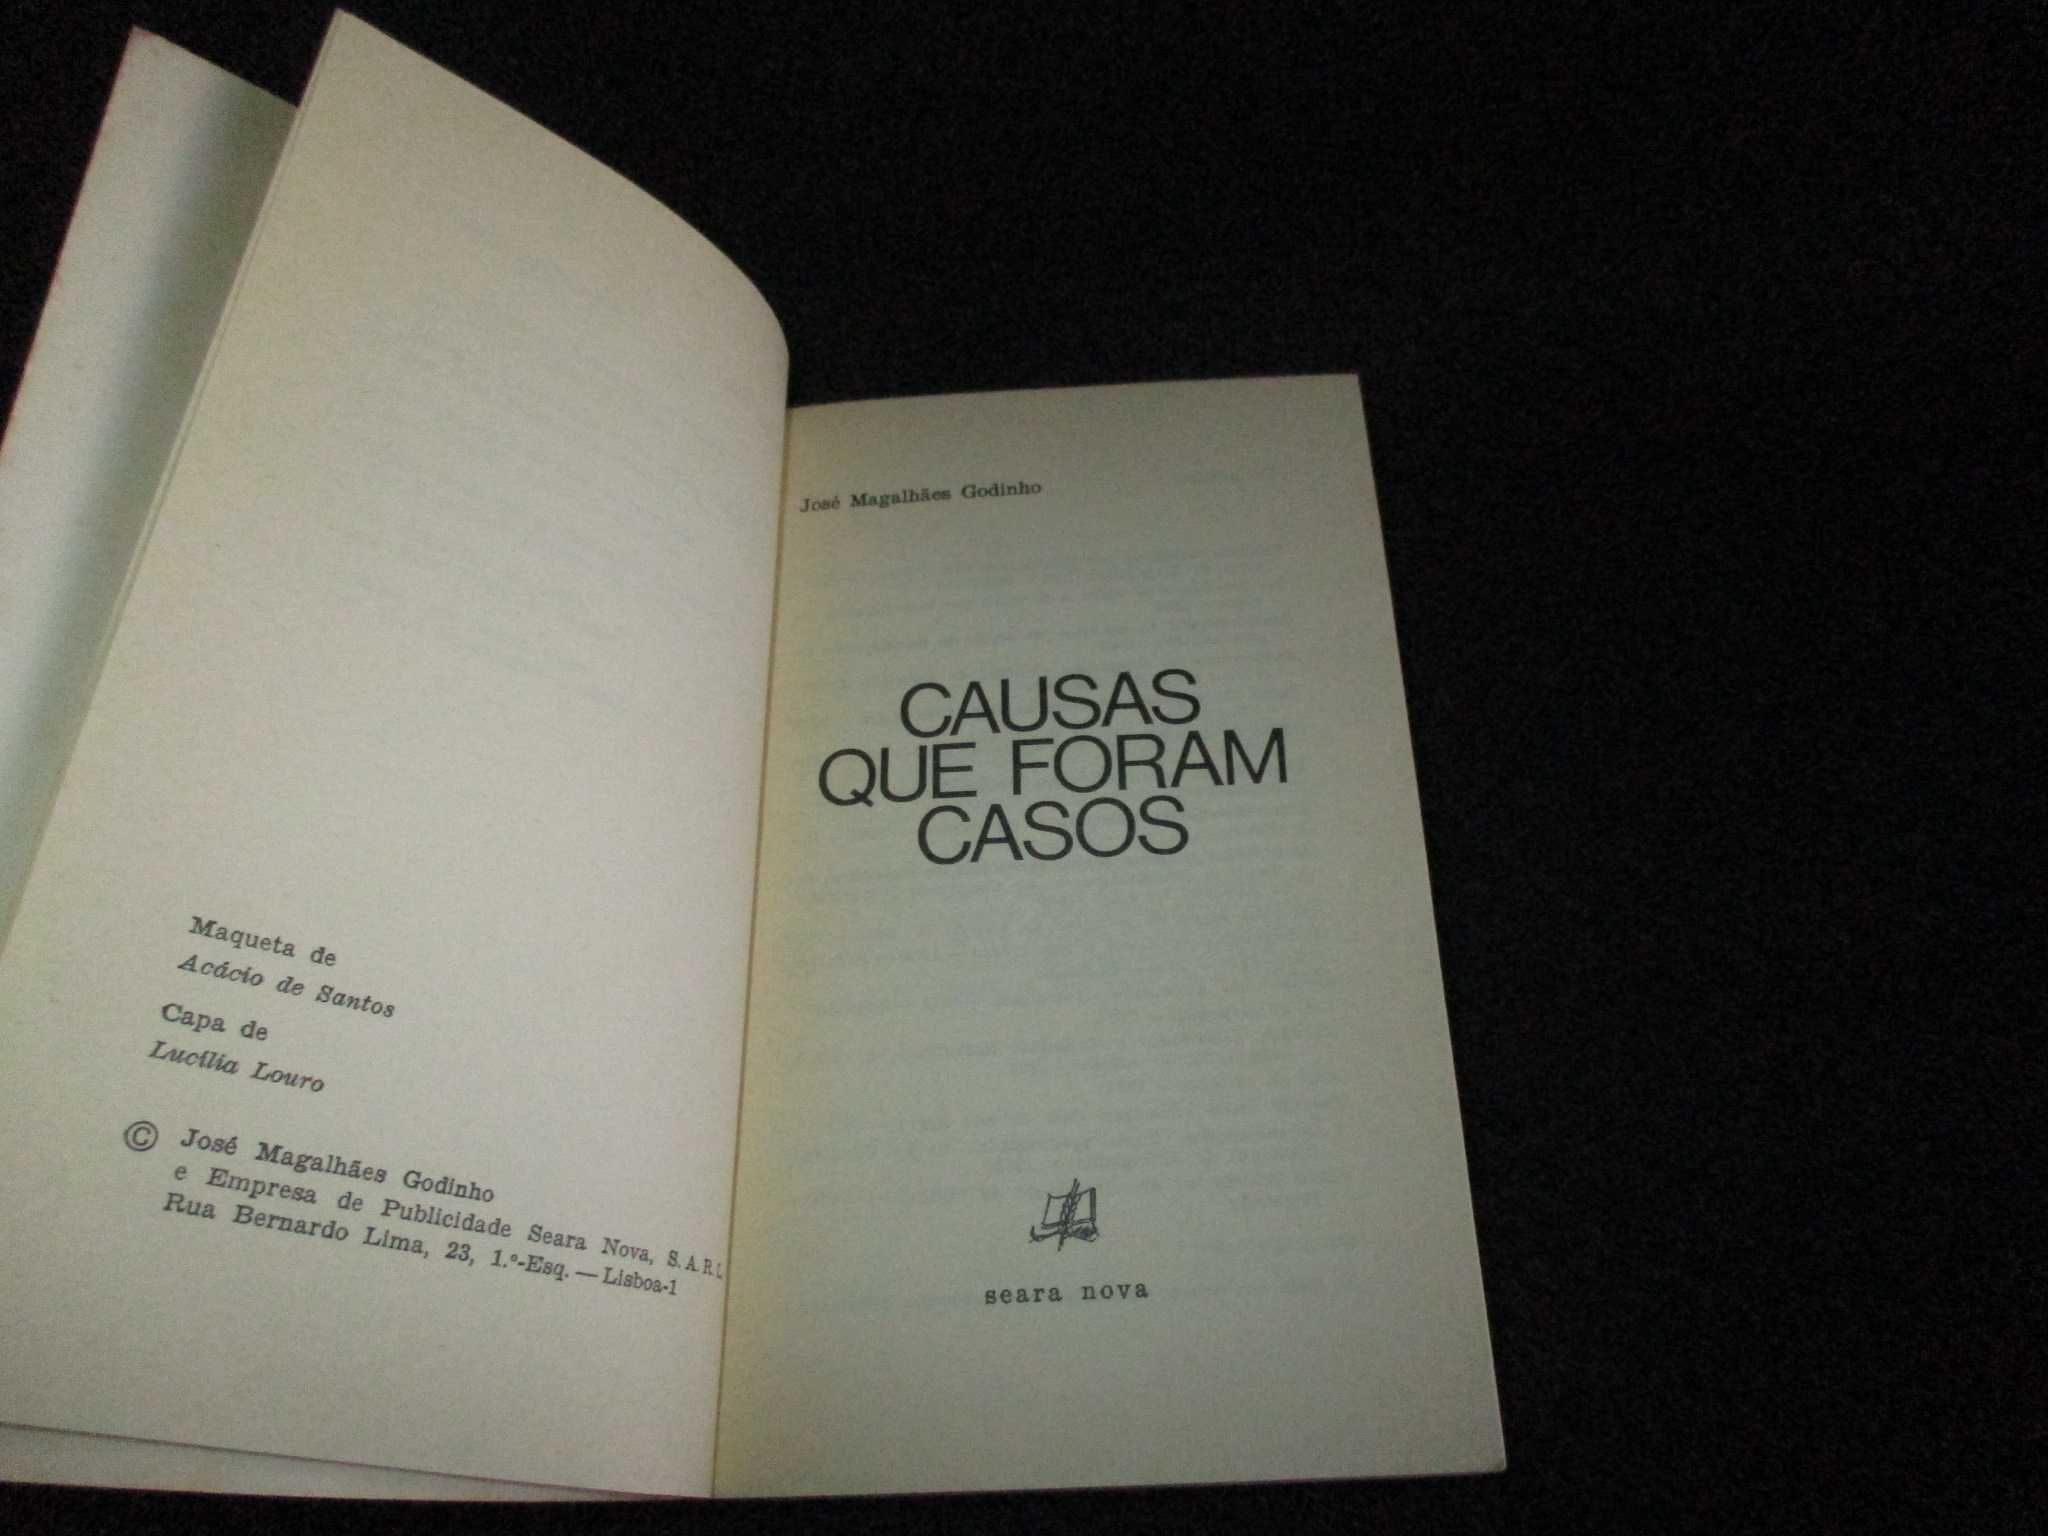 Maqueta de
Acácio de Santos
Capa de
Lucília Louro
© José Magalhães Godinho
e Empresa de Publicidade Seara Nova, S.A.R.L.
Rua Bernardo Lima, 23, 1.º-Esq. — Lisboa-1
José Magalhães Godinho
CAUSAS
QUE FORAM
CASOS
seara nova